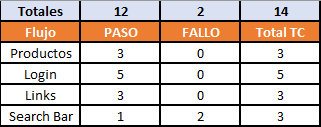 Totales 12 2 14
Flujo PASO FALLO Total TC
Productos 3 0 3
Login 5 0 5
Links 3 0 3
Search Bar 1 2 3